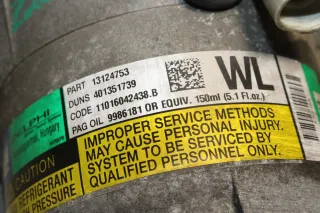 PART 13124753
DUNS 401351739
CODE 11016042438.B
PAG OIL 9986181 OR EQUIV. 150ml (5.1 Fl.oz.)
WL
Hungary
CAUTION
REFRIGERANT
PRESSURE
IMPROPER SERVICE METHODS
MAY CAUSE PERSONAL INJURY.
SYSTEM TO BE SERVICED BY
QUALIFIED PERSONNEL ONLY.